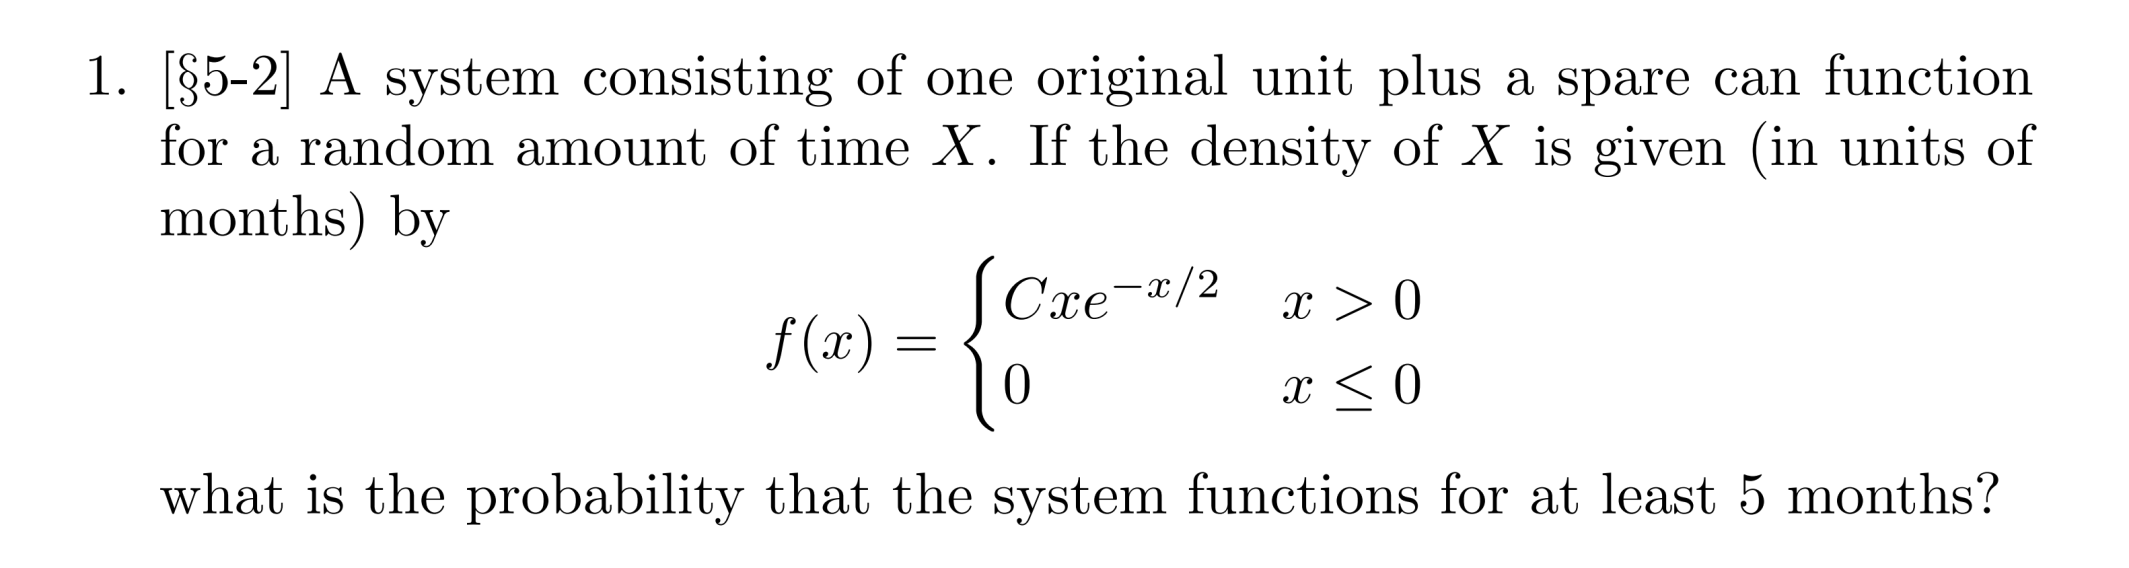 1. [§5-2] A system consisting of one original unit plus a spare can function
for a random amount of time X. If the density of X is given (in units of
months) by
f(x) = { Cxe^{-x/2} x > 0
0 x ≤ 0
what is the probability that the system functions for at least 5 months?